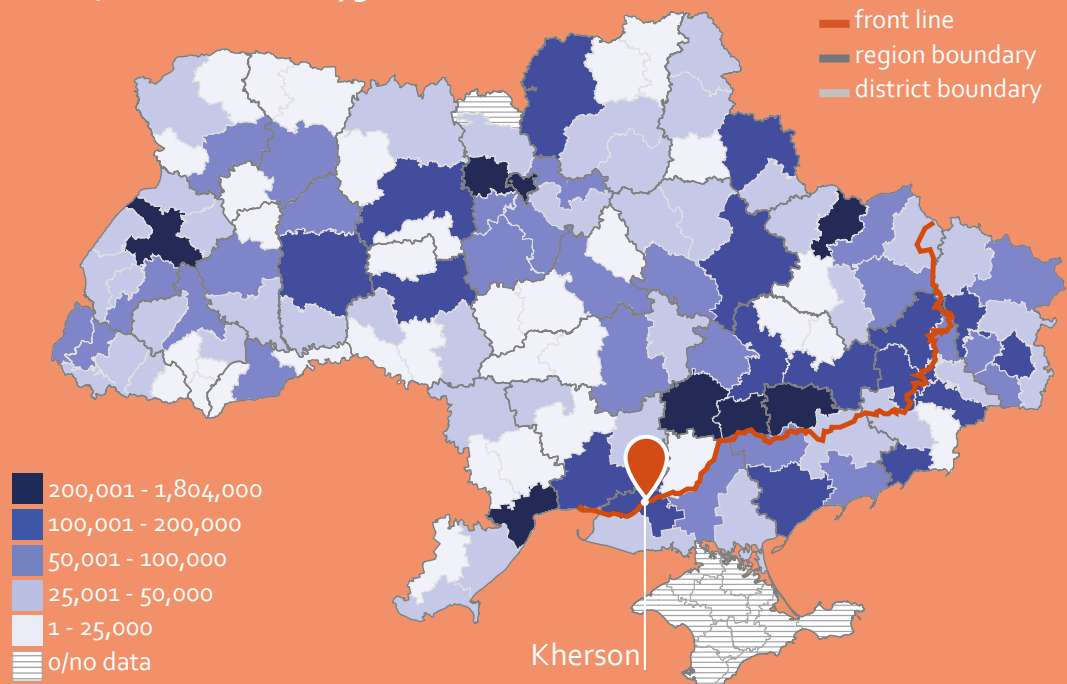 front line
region boundary
district boundary
200,001 - 1,804,000
100,001 - 200,000
50,001 - 100,000
25,001 - 50,000
1 - 25,000
0/no data
Kherson